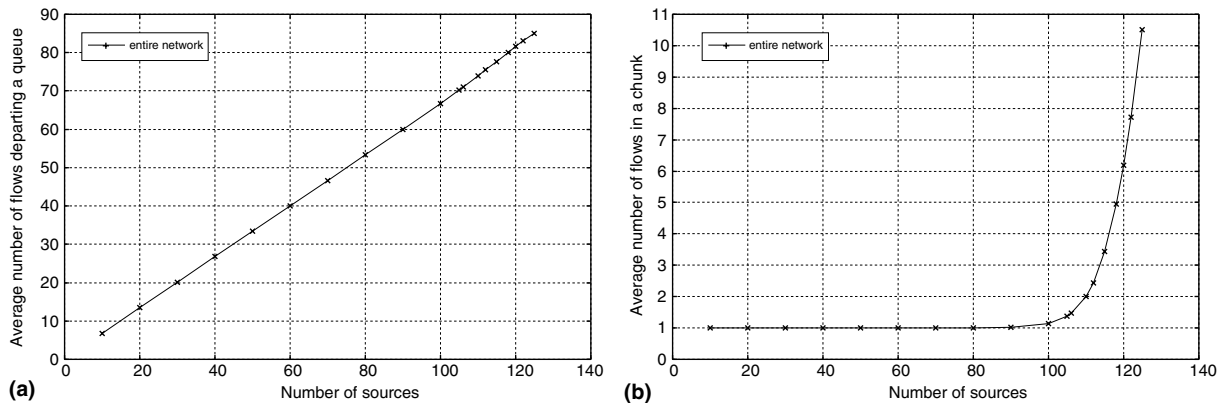 Average number of flows departing a queue
90
80
70
60
50
40
30
20
10
0
entire network
0 20 40 60 80 100 120 140
Number of sources
(a)
Average number of flows in a chunk
11
10
9
8
7
6
5
4
3
2
1
0
entire network
0 20 40 60 80 100 120 140
Number of sources
(b)